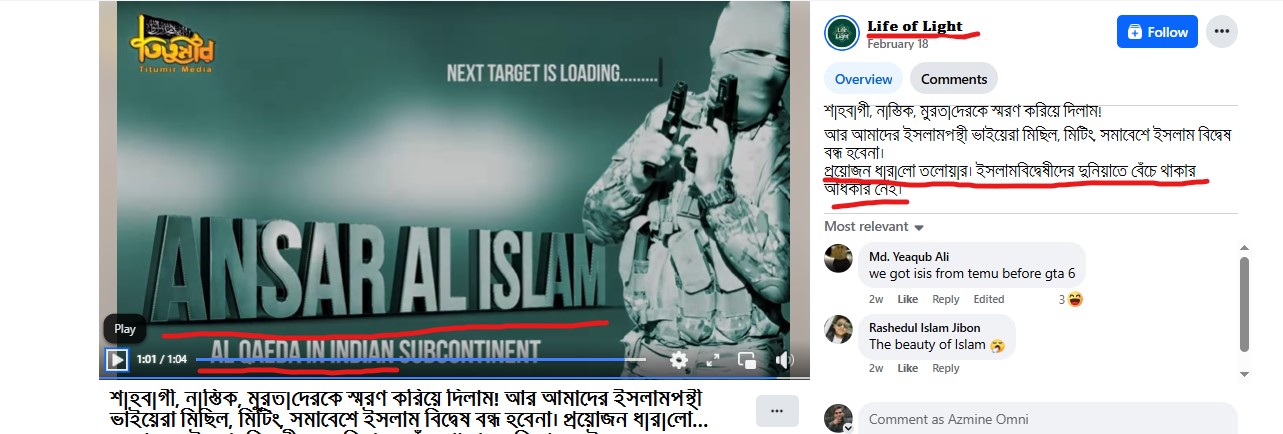 তিতুমীর
Titumir Media
NEXT TARGET IS LOADING.........
ANSAR AL ISLAM
Play
1:01 / 1:04
AL QAEDA IN INDIAN SUBCONTINENT
শ|হব|গী, ন|স্তিক, মুরত|দেরকে স্মরণ করিয়ে দিলাম! আর আমাদের ইসলামপন্থী
ভাইয়েরা মিছিল, মিটিং, সমাবেশে ইসলাম বিদ্বেষ বন্ধ হবেনা। প্রয়োজন ধ|র|লো...
Life of Light
February 18
Follow
Overview
Comments
শ|হব|গী, ন|স্তিক, মুরত|দেরকে স্মরণ করিয়ে দিলাম!
আর আমাদের ইসলামপন্থী ভাইয়েরা মিছিল, মিটিং, সমাবেশে ইসলাম বিদ্বেষ
বন্ধ হবেনা।
প্রয়োজন ধ|র|লো তলোয়|র। ইসলামবিদ্বেষীদের দুনিয়াতে বেঁচে থাকার
অধিকার নেই।
Most relevant
Md. Yeaqub Ali
we got isis from temu before gta 6
2w Like Reply Edited 3
Rashedul Islam Jibon
The beauty of Islam
2w Like Reply
Comment as Azmine Omni